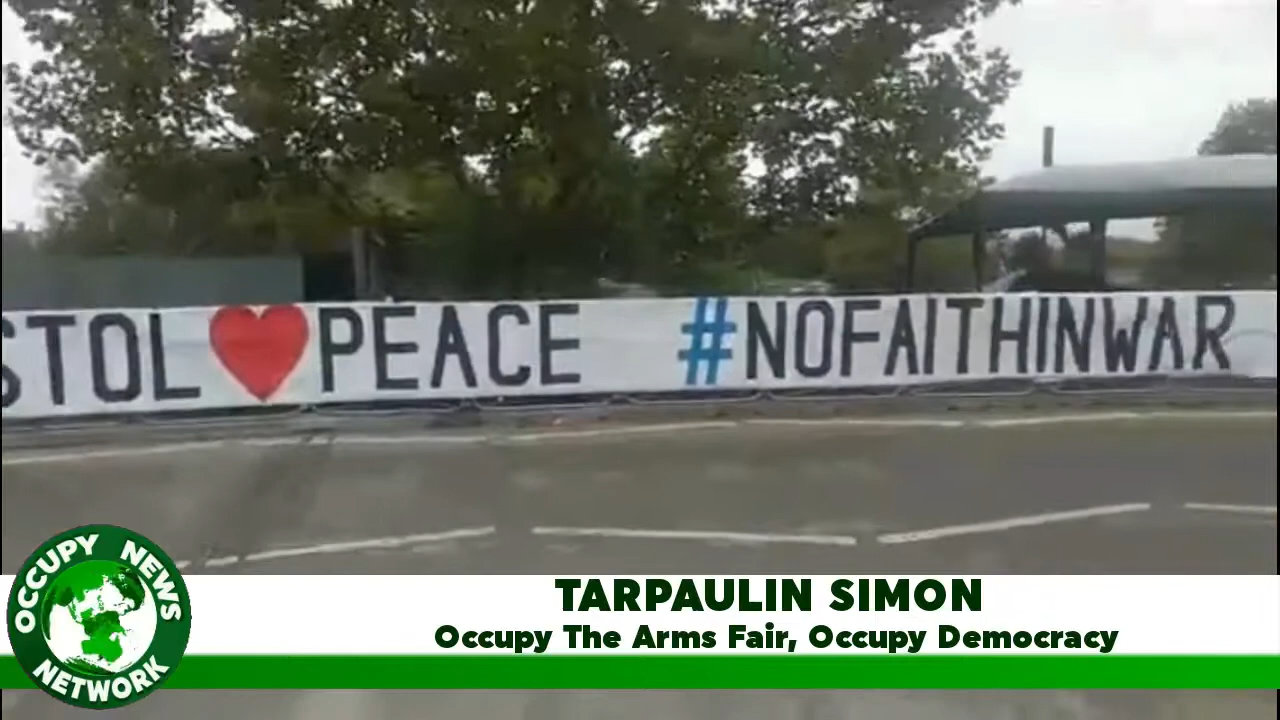 STOL ❤ PEACE #NOFAITHINWAR
OCCUPY NEWS NETWORK
TARPAULIN SIMON
Occupy The Arms Fair, Occupy Democracy